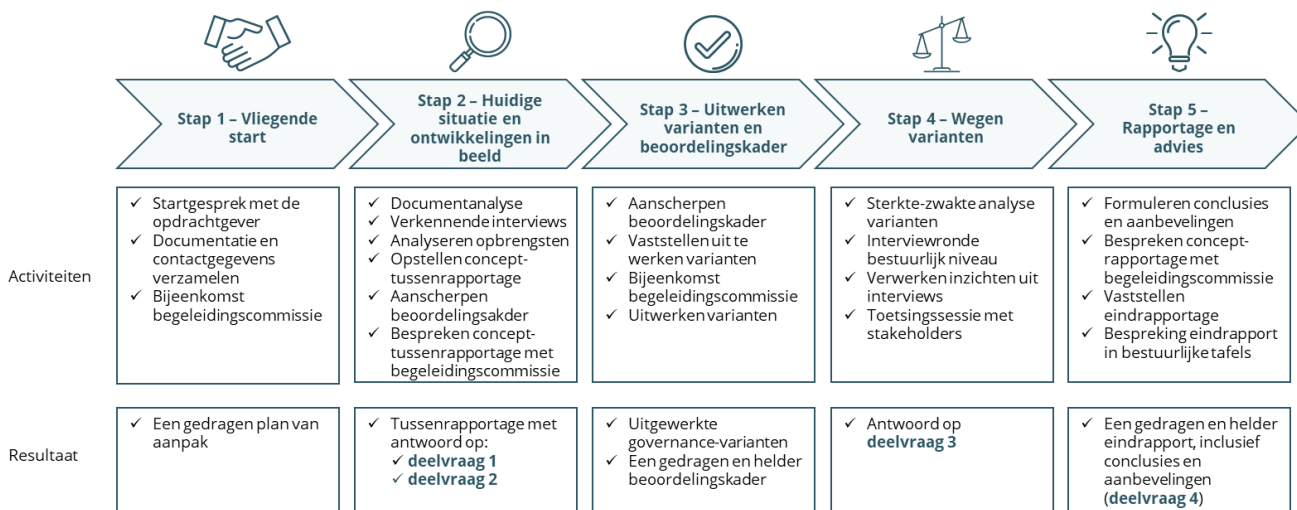 Stap 1 – Vliegende
start
Stap 2 – Huidige
situatie en
ontwikkelingen in
beeld
Stap 3 – Uitwerken
varianten en
beoordelingskader
Stap 4 – Wegen
varianten
Stap 5 –
Rapportage en
advies
Activiteiten
✓ Startgesprek met de
opdrachtgever
✓ Documentatie en
contactgegevens
verzamelen
✓ Bijeenkomst
begeleidingscommissie
✓ Documentanalyse
✓ Verkennende interviews
✓ Analyseren opbrengsten
✓ Opstellen concept-
tussenrapportage
✓ Aanscherpen
beoordelingsakder
✓ Bespreken concept-
tussenrapportage met
begeleidingscommissie
✓ Aanscherpen
beoordelingskader
✓ Vaststellen uit te
werken varianten
✓ Bijeenkomst
begeleidingscommissie
✓ Uitwerken varianten
✓ Sterkte-zwakte analyse
varianten
✓ Interviewronde
bestuurlijk niveau
✓ Verwerken inzichten uit
interviews
✓ Toetsingssessie met
stakeholders
✓ Formuleren conclusies
en aanbevelingen
✓ Bespreken concept-
rapportage met
begeleidingscommissie
✓ Vaststellen
eindrapportage
✓ Bespreking eindrapport
in bestuurlijke tafels
Resultaat
✓ Een gedragen plan van
aanpak
✓ Tussenrapportage met
antwoord op:
✓ deelvraag 1
✓ deelvraag 2
✓ Uitgewerkte
governance-varianten
✓ Een gedragen en helder
beoordelingskader
✓ Antwoord op
deelvraag 3
✓ Een gedragen en helder
eindrapport, inclusief
conclusies en
aanbevelingen
(deelvraag 4)